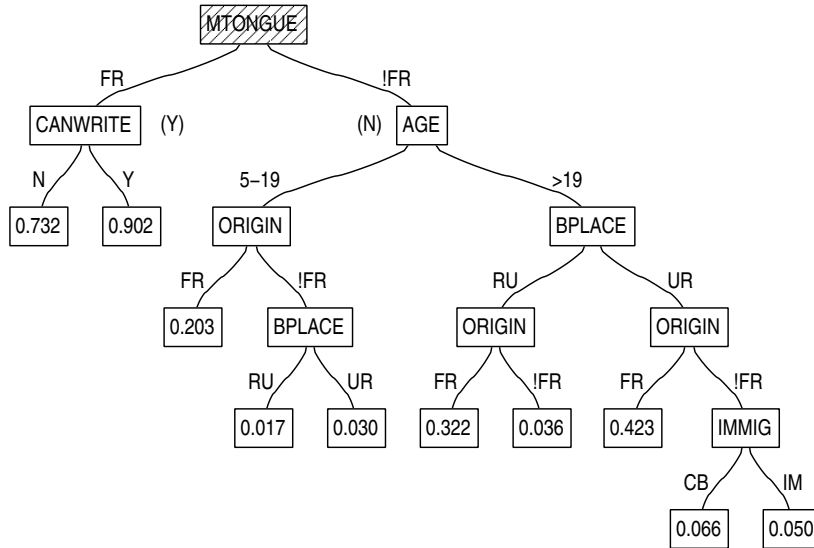 MTONGUE
FR !FR
CANWRITE (Y) (N) AGE
N Y 5–19 >19
0.732 0.902 ORIGIN BPLACE
FR !FR RU UR
0.203 BPLACE ORIGIN ORIGIN
RU UR FR !FR FR !FR
0.017 0.030 0.322 0.036 0.423 IMMIG
CB IM
0.066 0.050